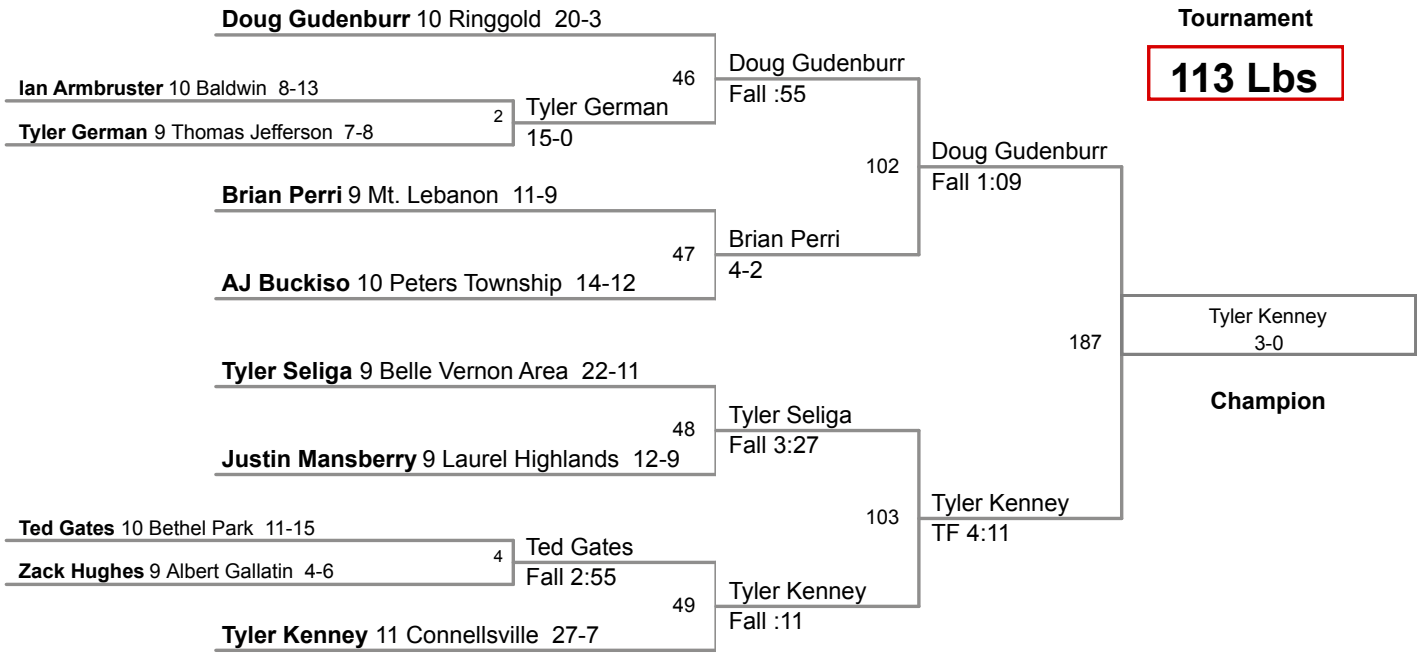 Doug Gudenburr 10 Ringgold 20-3
Tournament
113 Lbs
46
Doug Gudenburr
Fall :55
Ian Armbruster 10 Baldwin 8-13
2
Tyler German
15-0
Tyler German 9 Thomas Jefferson 7-8
102
Doug Gudenburr
Fall 1:09
Brian Perri 9 Mt. Lebanon 11-9
47
Brian Perri
4-2
AJ Buckiso 10 Peters Township 14-12
187
Tyler Kenney
3-0
Champion
Tyler Seliga 9 Belle Vernon Area 22-11
48
Tyler Seliga
Fall 3:27
Justin Mansberry 9 Laurel Highlands 12-9
103
Tyler Kenney
TF 4:11
Ted Gates 10 Bethel Park 11-15
4
Ted Gates
Fall 2:55
Zack Hughes 9 Albert Gallatin 4-6
49
Tyler Kenney
Fall :11
Tyler Kenney 11 Connellsville 27-7